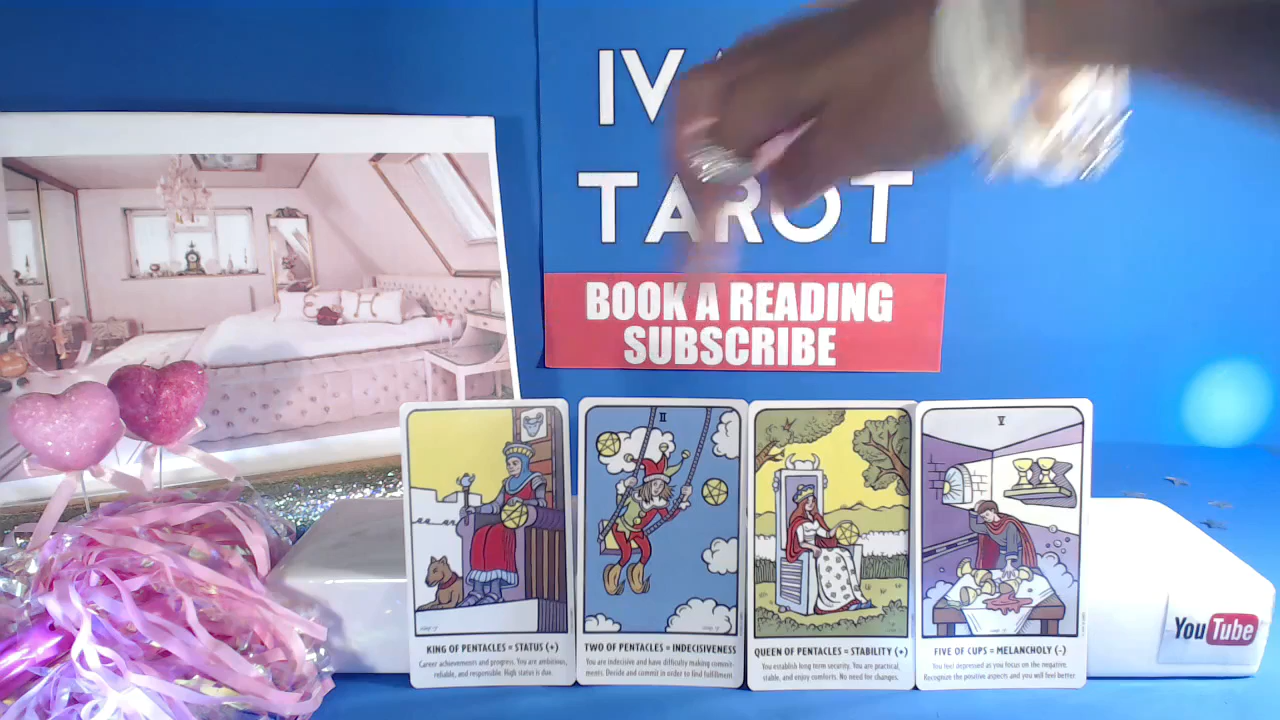 IV
TAROT
BOOK A READING
SUBSCRIBE
E H
II
V
KING OF PENTACLES = STATUS (+)
Career achievements and progress. You are ambitious,
reliable, and responsible. High status is due.
TWO OF PENTACLES = INDECISIVENESS
You are indecisive and have difficulty making commit-
ments. Decide and commit in order to find fulfillment.
QUEEN OF PENTACLES = STABILITY (+)
You establish long term security. You are practical,
stable, and enjoy comforts. No need for changes.
FIVE OF CUPS = MELANCHOLY (-)
You feel depressed as you focus on the negative.
Recognize the positive aspects and you will feel better.
YouTube